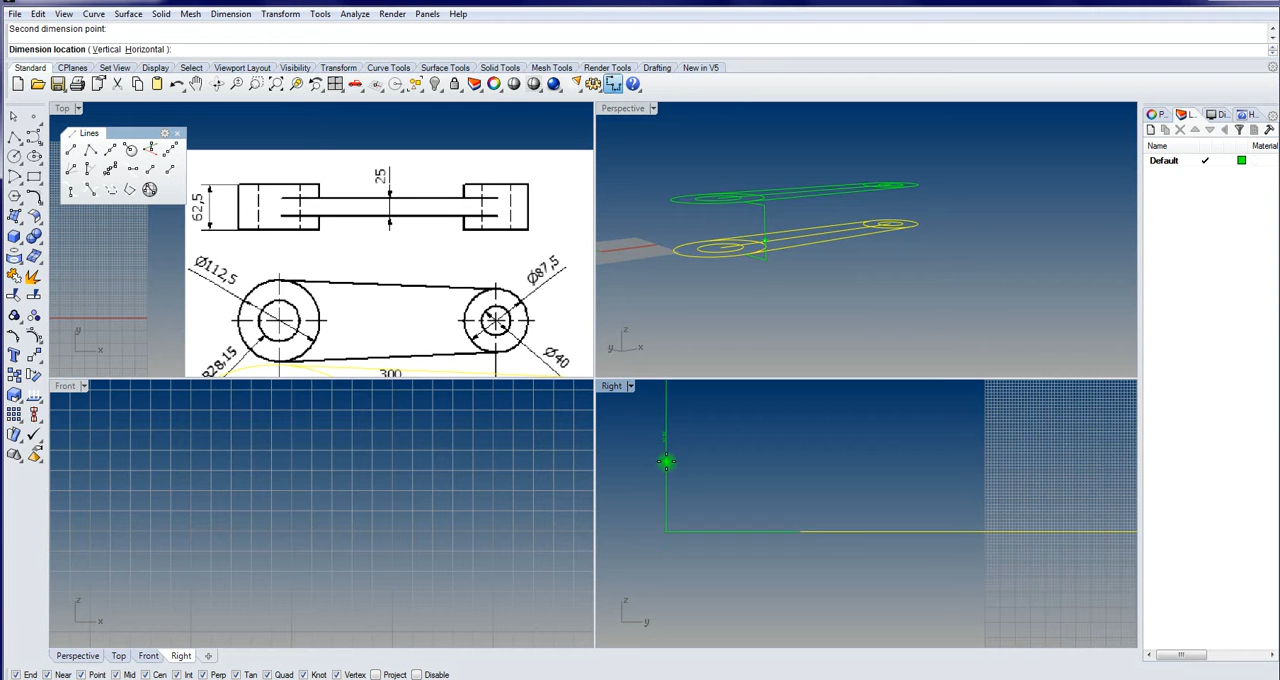 File Edit View Curve Surface Solid Mesh Dimension Transform Tools Analyze Render Panels Help
Second dimension point:
Dimension location ( Vertical Horizontal ):
Standard CPlanes Set View Display Select Viewport Layout Visibility Transform Curve Tools Surface Tools Solid Tools Mesh Tools Render Tools Drafting New in V5
Top
Perspective
P... L... Di... H...
Lines
Name Material
Default
25
62,5
Ø112,5
Ø87,5
R28,15
Ø40
300
y
x
z
y
x
Front
Right
z
x
z
y
Perspective Top Front Right
End Near Point Mid Cen Int Perp Tan Quad Knot Vertex Project Disable